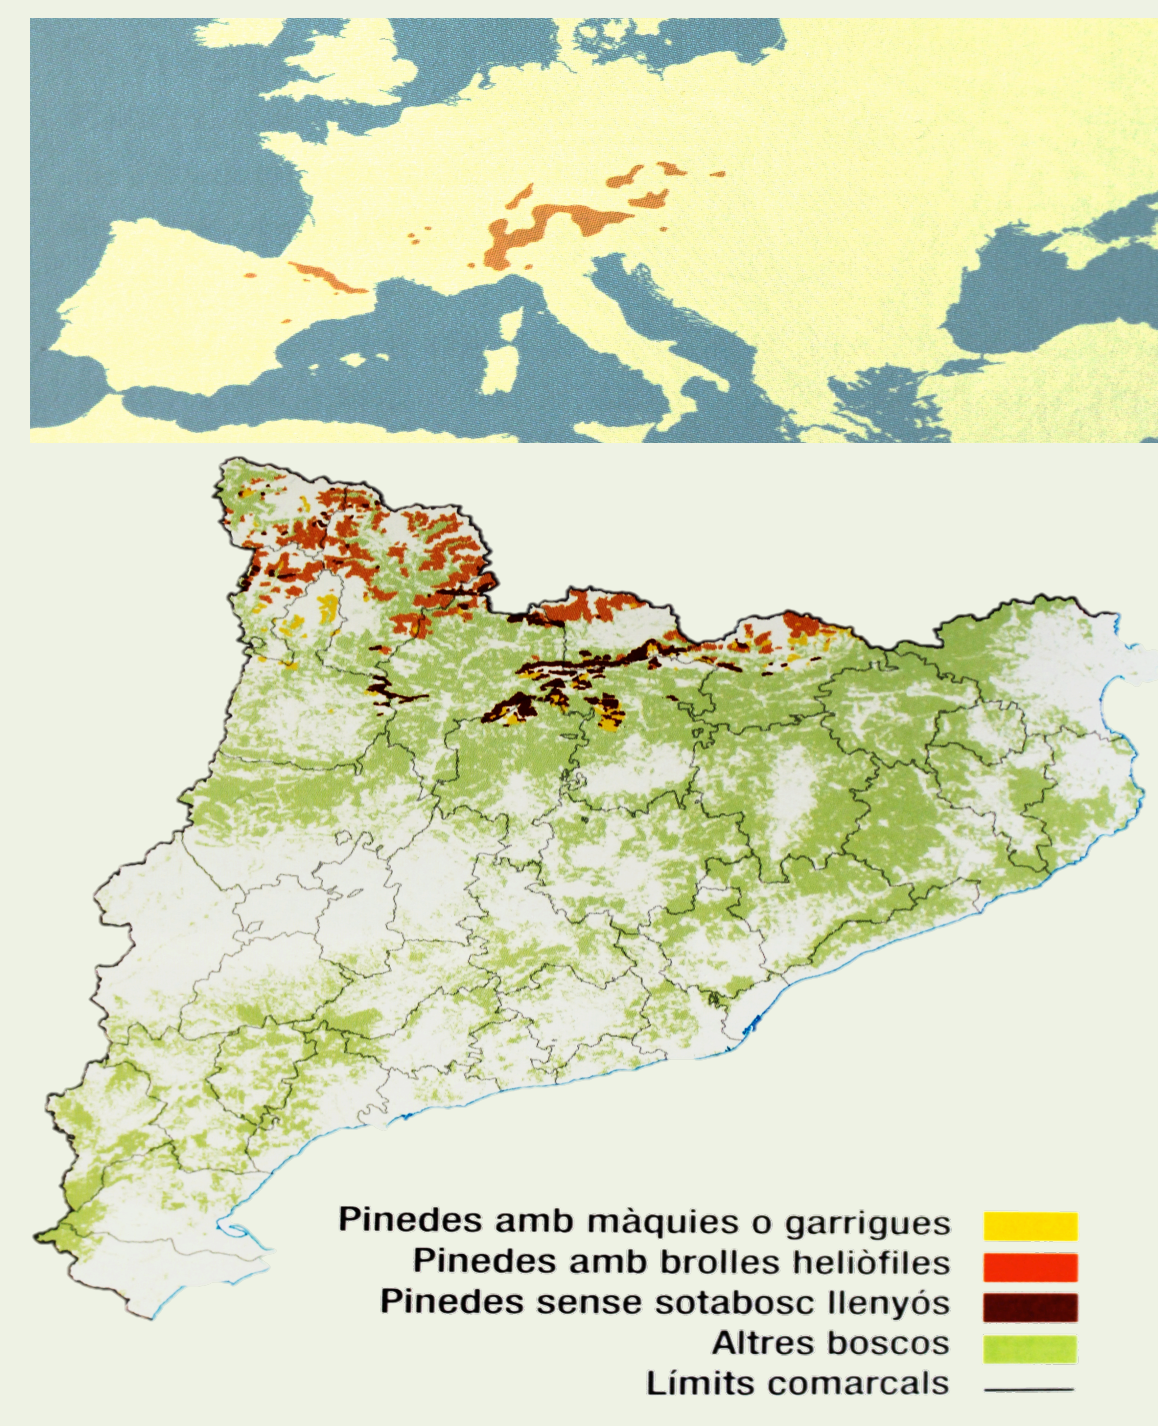 Pinedes amb màquies o garrigues
Pinedes amb brolles heliòfiles
Pinedes sense sotabosc llenyós
Altres boscos
Límits comarcals